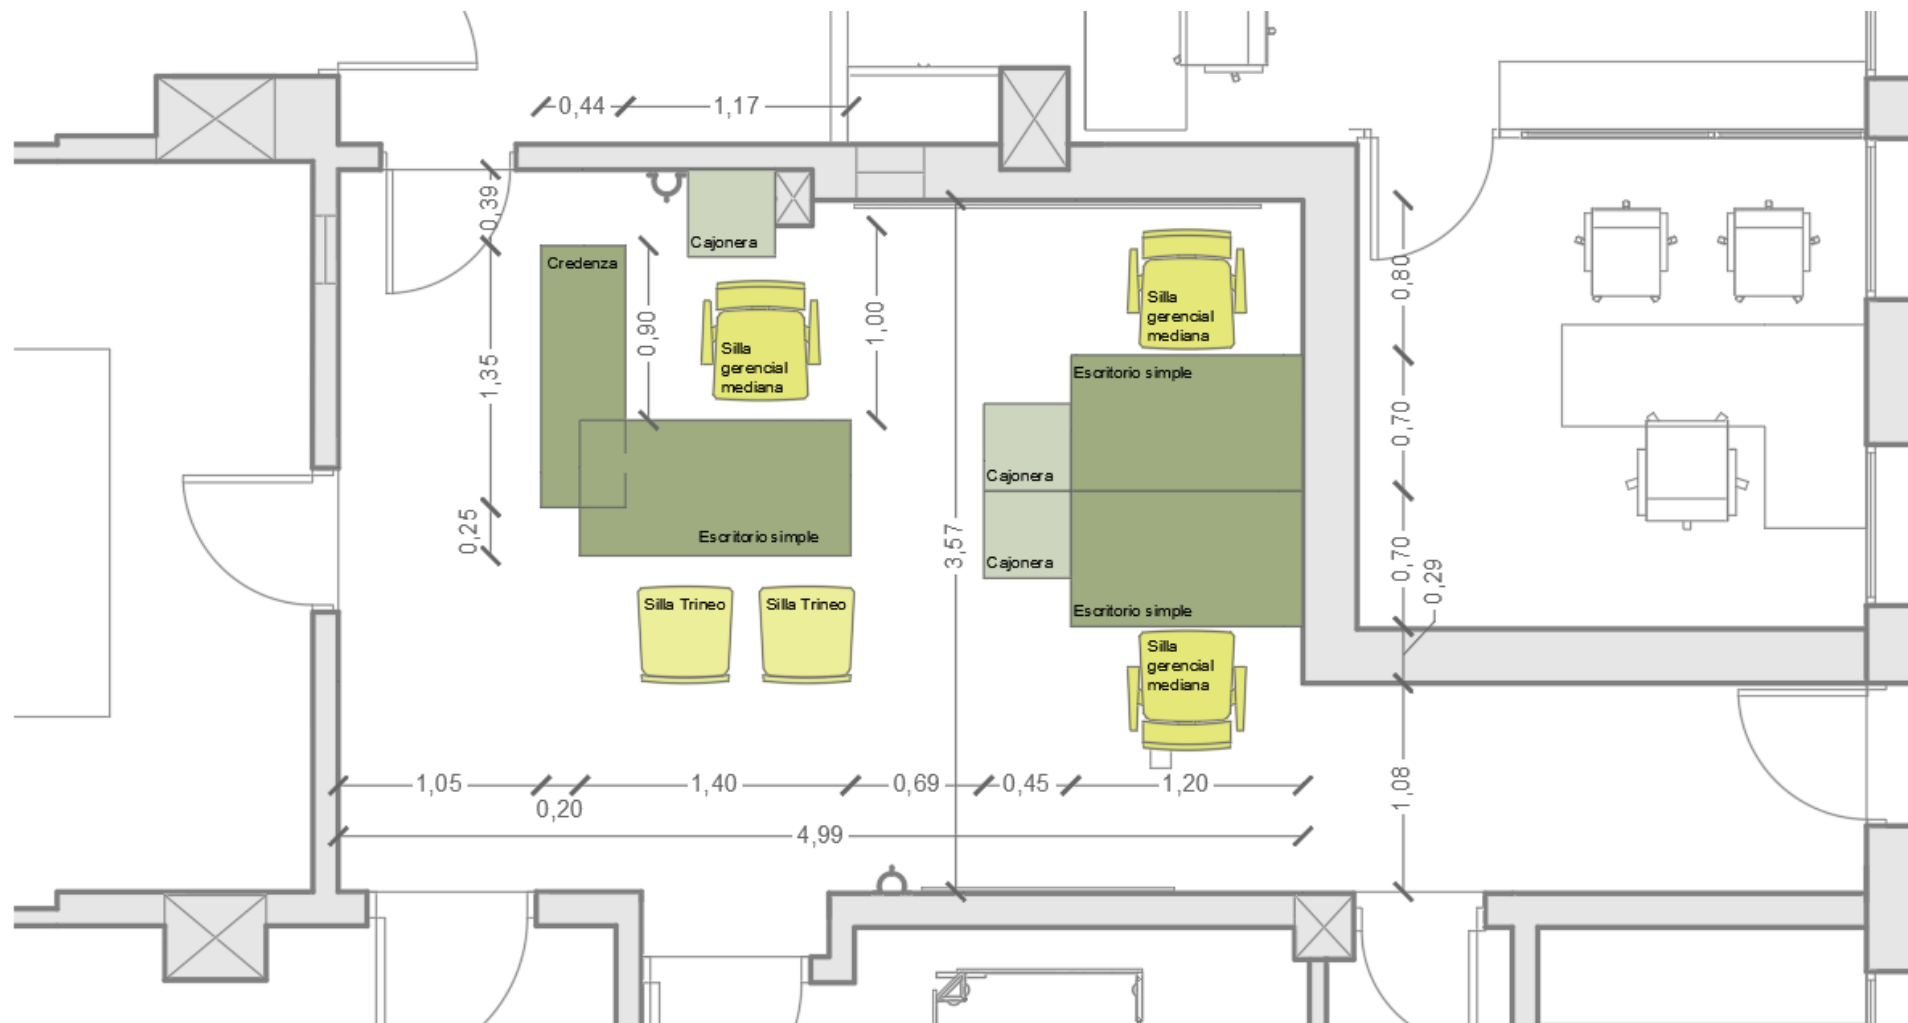 0,44
1,17
0,39
Cajonera
Credenza
0,90
1,35
1,00
Silla
gerencial
mediana
0,25
Escritorio simple
Silla Trineo
Silla Trineo
3,57
Silla
gerencial
mediana
Escritorio simple
Cajonera
Cajonera
Escritorio simple
Silla
gerencial
mediana
0,80
0,70
0,70
0,29
1,08
1,05
0,20
1,40
0,69
0,45
1,20
4,99